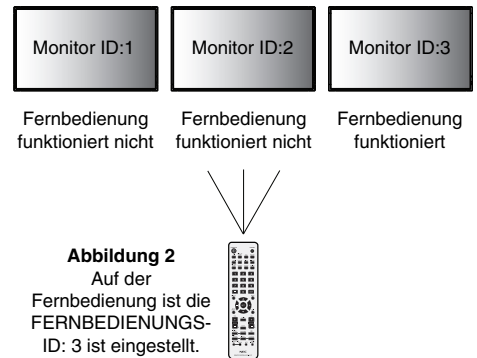 Monitor ID:1
Monitor ID:2
Monitor ID:3
Fernbedienung
funktioniert nicht
Fernbedienung
funktioniert nicht
Fernbedienung
funktioniert
Abbildung 2
Auf der
Fernbedienung ist die
FERNBEDIENUNGS-
ID: 3 ist eingestellt.